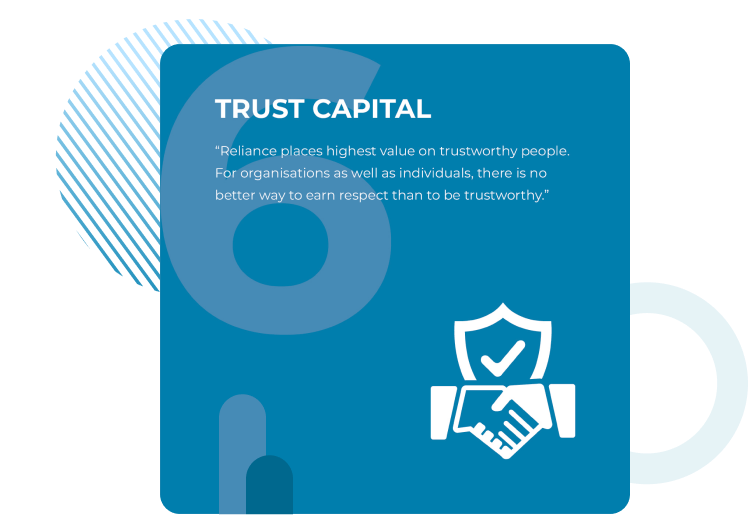 6
TRUST CAPITAL
“Reliance places highest value on trustworthy people.
For organisations as well as individuals, there is no
better way to earn respect than to be trustworthy.”